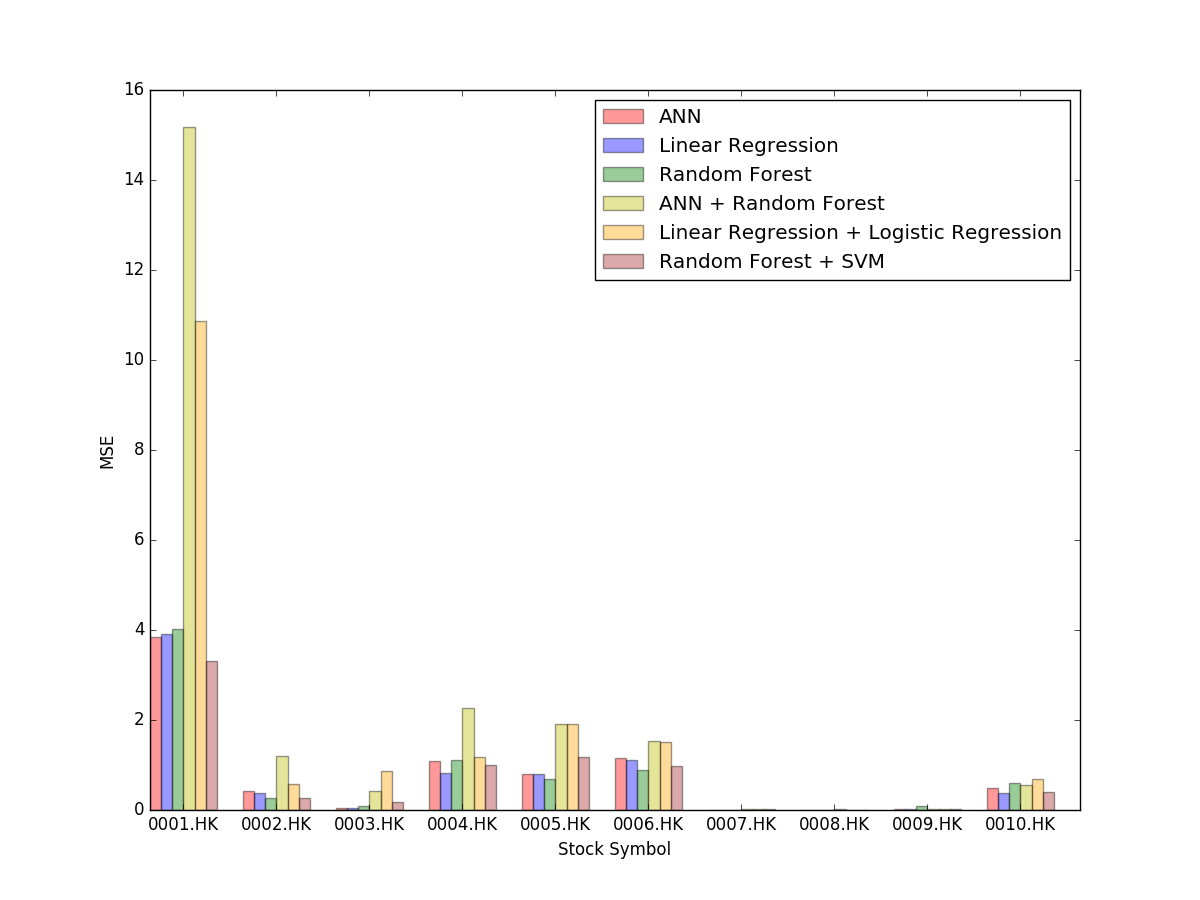 16
14
12
10
8
6
4
2
0
MSE
ANN
Linear Regression
Random Forest
ANN + Random Forest
Linear Regression + Logistic Regression
Random Forest + SVM
0001.HK 0002.HK 0003.HK 0004.HK 0005.HK 0006.HK 0007.HK 0008.HK 0009.HK 0010.HK
Stock Symbol